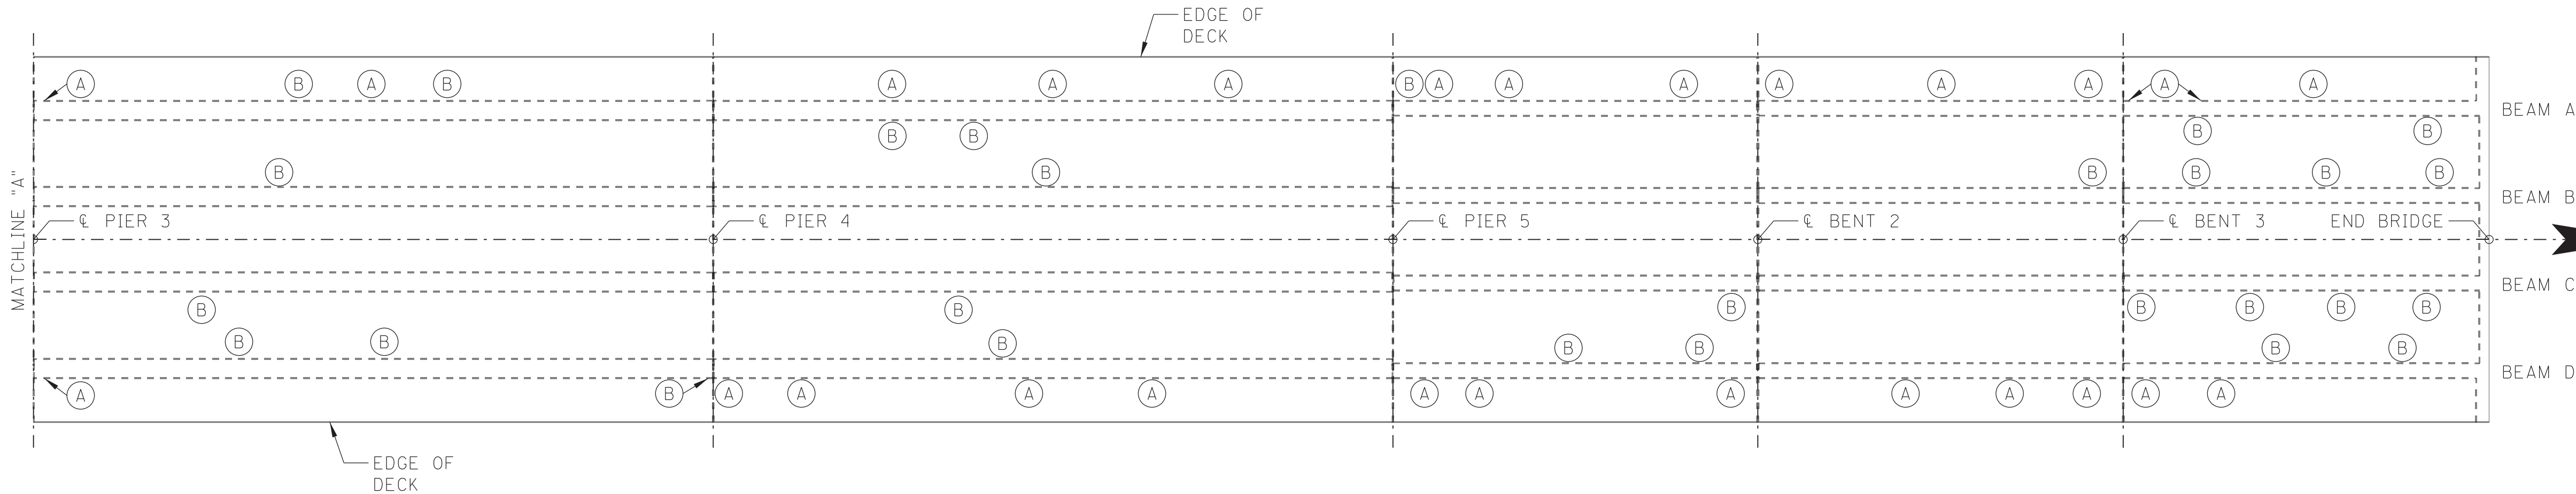 EDGE OF
DECK
A B A B A A A B A A A A A A A A
B B B B
B B B B B B
BEAM A
BEAM B
MATCHLINE "A"
℄ PIER 3
℄ PIER 4
℄ PIER 5
℄ BENT 2
℄ BENT 3
END BRIDGE
BEAM C
BEAM D
B B B B B B B
B B B B B B B
A B A A A A A A A A A A A A
EDGE OF
DECK